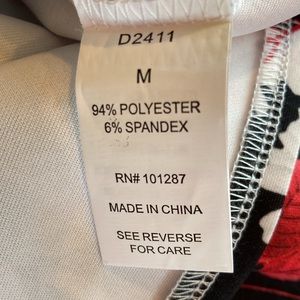 D2411
M
94% POLYESTER
6% SPANDEX
RN# 101287
MADE IN CHINA
SEE REVERSE
FOR CARE